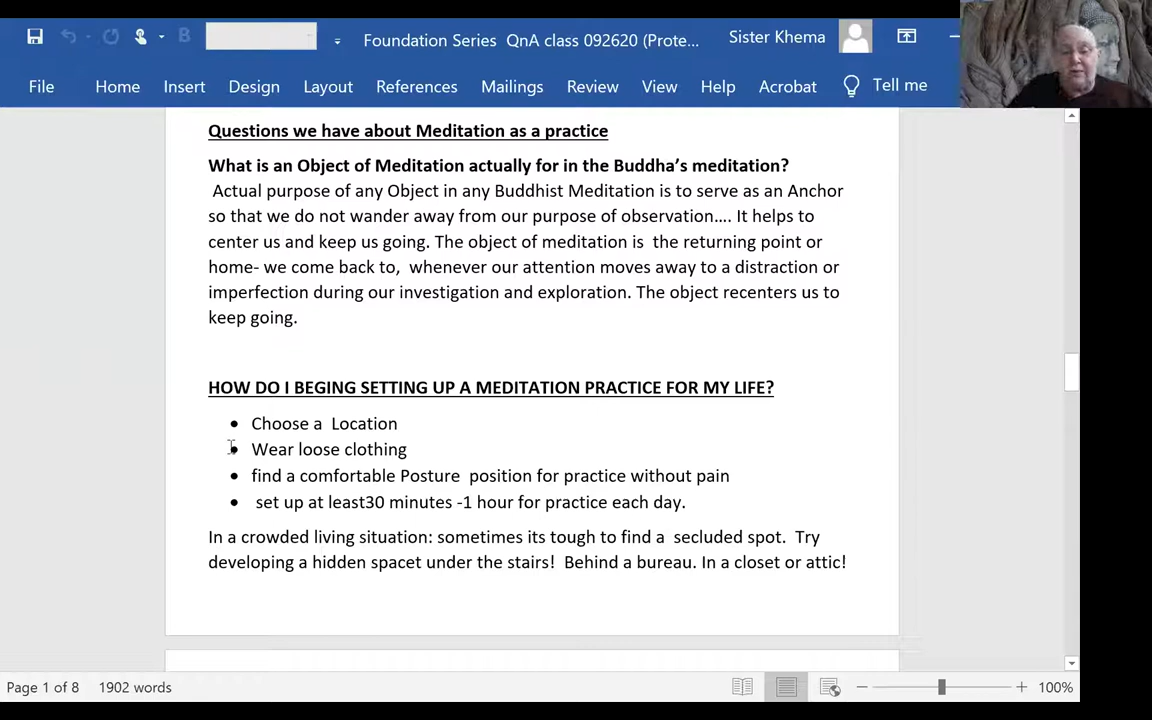 Foundation Series QnA class 092620 (Prote...
Sister Khema
File Home Insert Design Layout References Mailings Review View Help Acrobat Tell me
Questions we have about Meditation as a practice
What is an Object of Meditation actually for in the Buddha's meditation?
Actual purpose of any Object in any Buddhist Meditation is to serve as an Anchor
so that we do not wander away from our purpose of observation.... It helps to
center us and keep us going. The object of meditation is the returning point or
home- we come back to, whenever our attention moves away to a distraction or
imperfection during our investigation and exploration. The object recenters us to
keep going.
HOW DO I BEGING SETTING UP A MEDITATION PRACTICE FOR MY LIFE?
• Choose a Location
• Wear loose clothing
• find a comfortable Posture position for practice without pain
• set up at least30 minutes -1 hour for practice each day.
In a crowded living situation: sometimes its tough to find a secluded spot. Try
developing a hidden spacet under the stairs! Behind a bureau. In a closet or attic!
Page 1 of 8 1902 words 100%